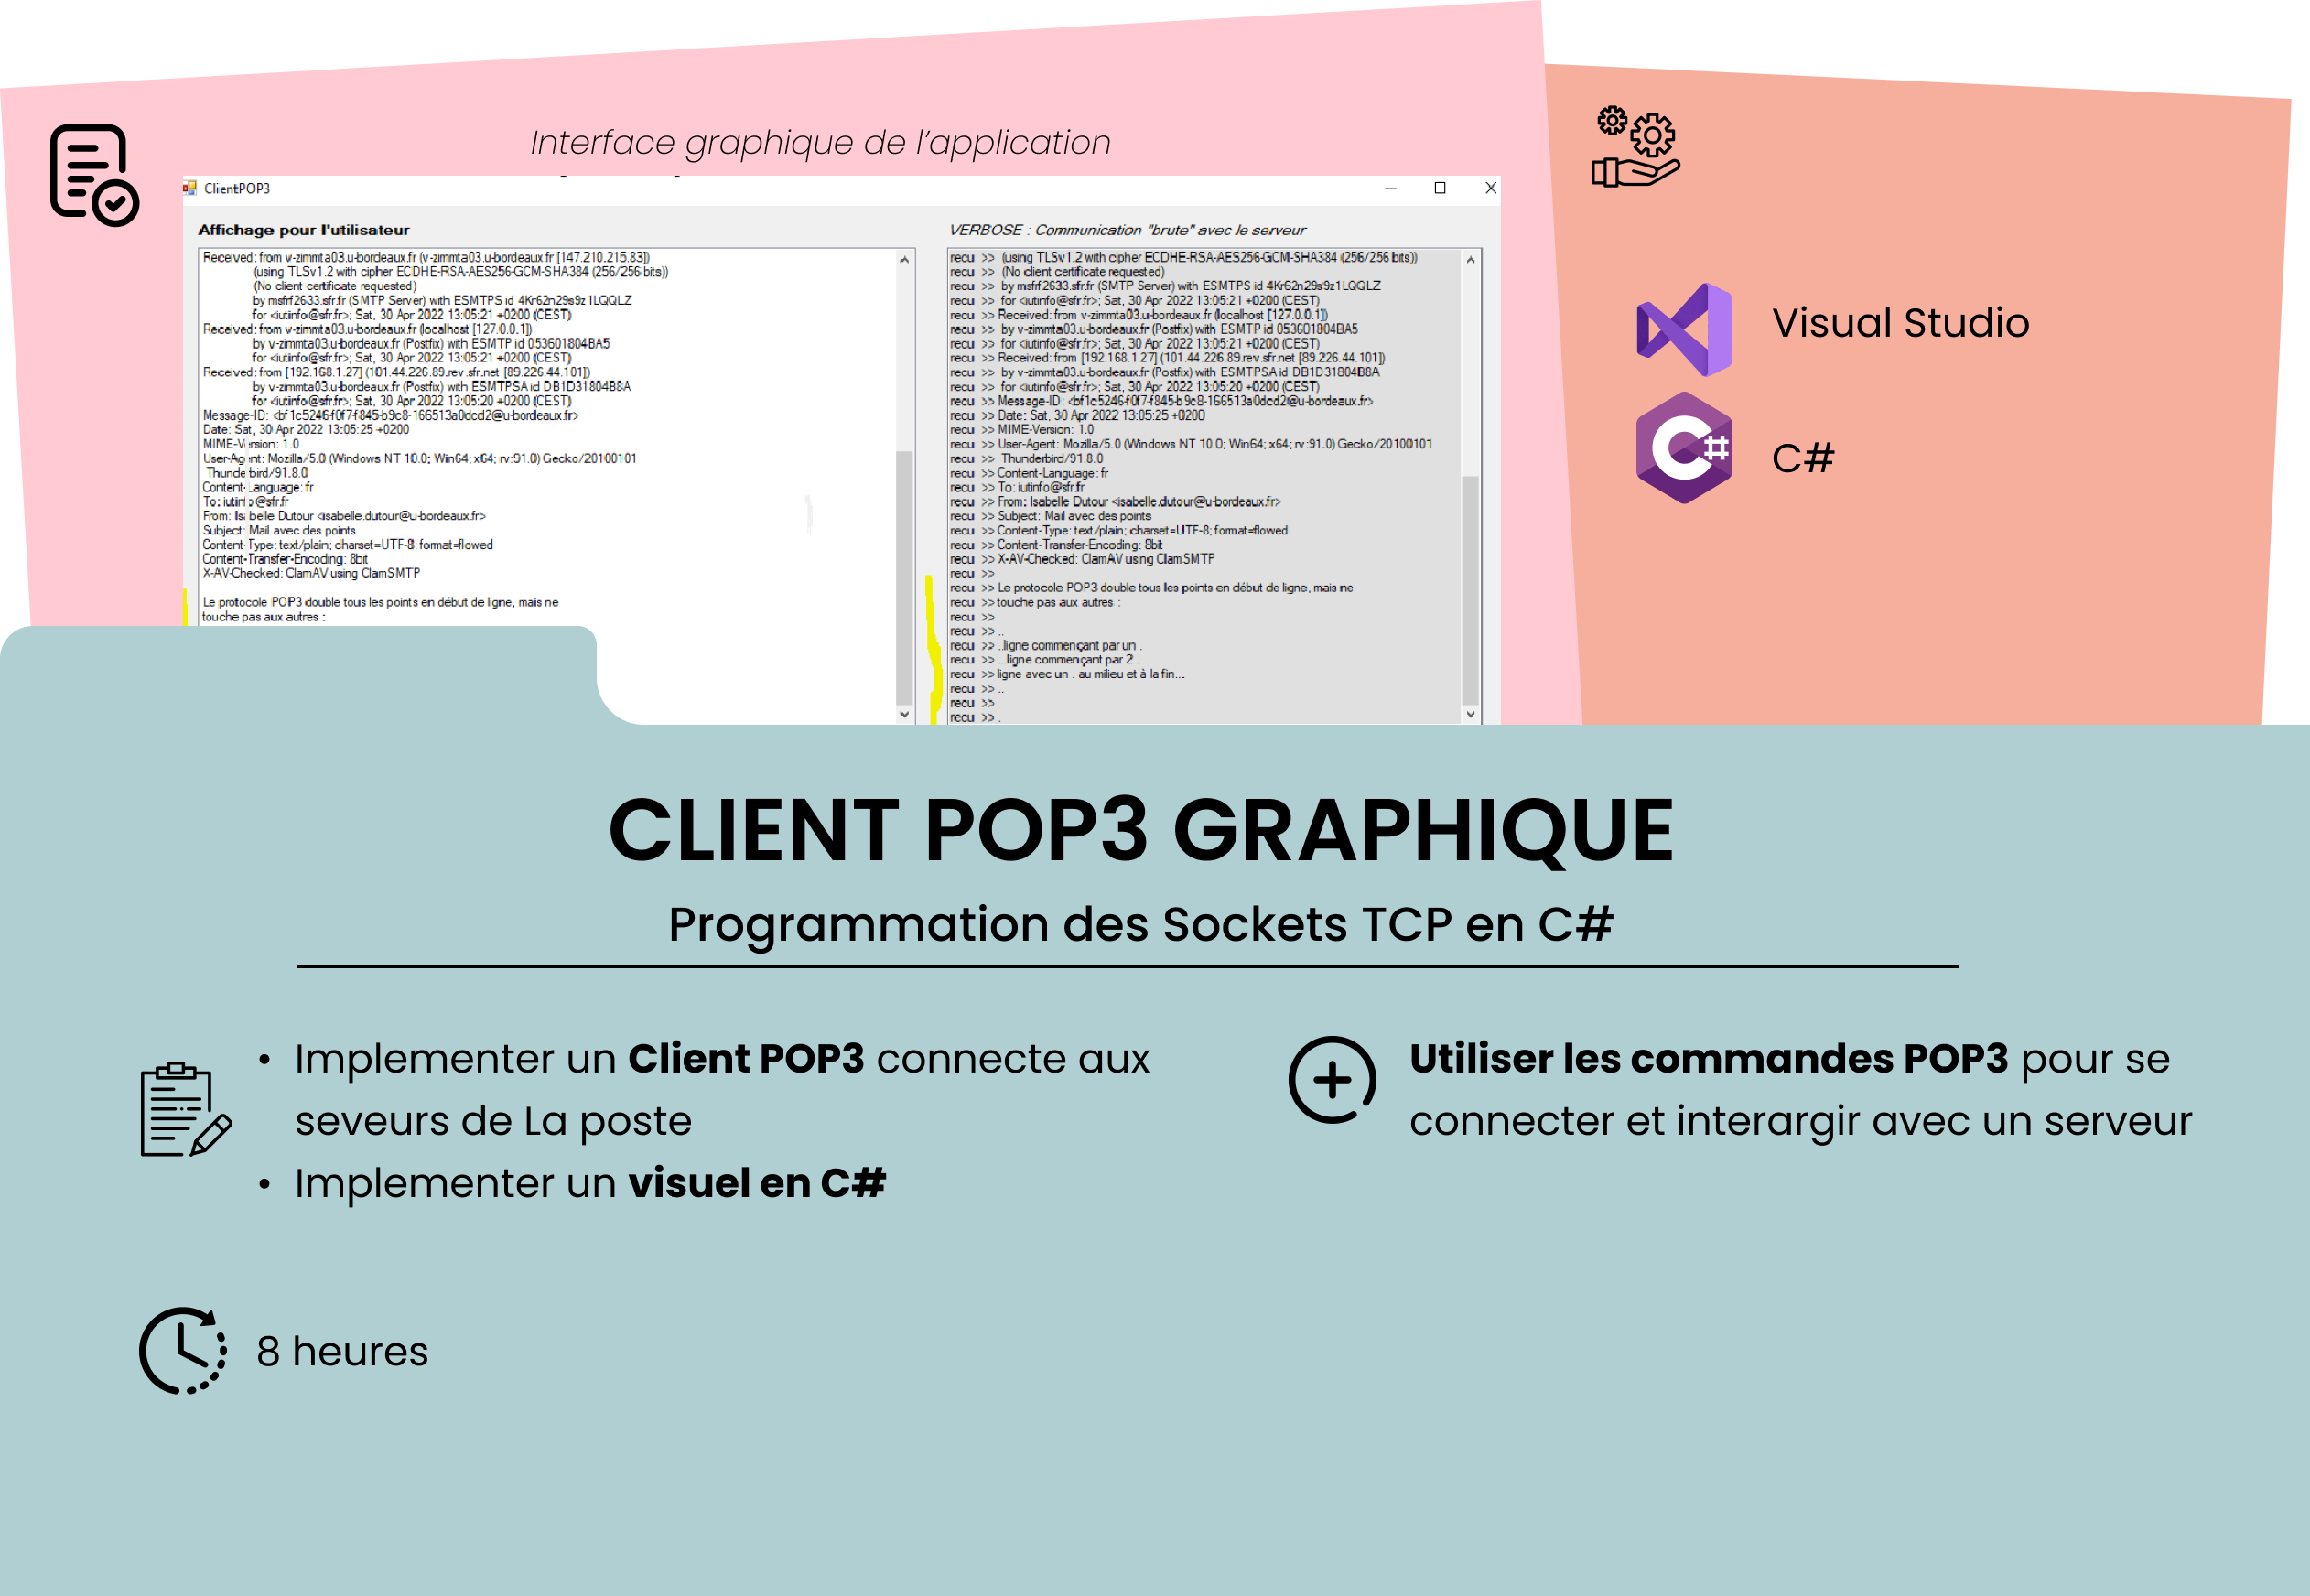 Interface graphique de l’application
ClientPOP3
Affichage pour l'utilisateur
Received: from v-zimmta03.u-bordeaux.fr (v-zimmta03.u-bordeaux.fr [147.210.215.83])
(using TLSv1.2 with cipher ECDHE-RSA-AES256-GCM-SHA384 (256/256 bits))
(No client certificate requested)
by msfrf2633.sfr.fr (SMTP Server) with ESMTPS id 4Kr62n29s9z1LQQLZ
for <iutinfo@sfr.fr>; Sat, 30 Apr 2022 13:05:21 +0200 (CEST)
Received: from v-zimmta03.u-bordeaux.fr (localhost [127.0.0.1])
by v-zimmta03.u-bordeaux.fr (Postfix) with ESMTP id 053601804BA5
for <iutinfo@sfr.fr>; Sat, 30 Apr 2022 13:05:21 +0200 (CEST)
Received: from [192.168.1.27] (101.44.226.89.rev.sfr.net [89.226.44.101])
by v-zimmta03.u-bordeaux.fr (Postfix) with ESMTPSA id DB1D31804B8A
for <iutinfo@sfr.fr>; Sat, 30 Apr 2022 13:05:20 +0200 (CEST)
Message-ID: <bf1c5246-f0f7-f845-b9c8-166513a0dcd2@u-bordeaux.fr>
Date: Sat, 30 Apr 2022 13:05:25 +0200
MIME-Version: 1.0
User-Agent: Mozilla/5.0 (Windows NT 10.0; Win64; x64; rv:91.0) Gecko/20100101
Thunderbird/91.8.0
Content-Language: fr
To: iutinfo@sfr.fr
From: Isabelle Dutour <isabelle.dutour@u-bordeaux.fr>
Subject: Mail avec des points
Content-Type: text/plain; charset=UTF-8; format=flowed
Content-Transfer-Encoding: 8bit
X-AV-Checked: ClamAV using ClamSMTP
Le protocole POP3 double tous les points en début de ligne, mais ne
touche pas aux autres :
VERBOSE : Communication "brute" avec le serveur
recu >> (using TLSv1.2 with cipher ECDHE-RSA-AES256-GCM-SHA384 (256/256 bits))
recu >> (No client certificate requested)
recu >> by msfrf2633.sfr.fr (SMTP Server) with ESMTPS id 4Kr62n29s9z1LQQLZ
recu >> for <iutinfo@sfr.fr>; Sat, 30 Apr 2022 13:05:21 +0200 (CEST)
recu >> Received: from v-zimmta03.u-bordeaux.fr (localhost [127.0.0.1])
recu >> by v-zimmta03.u-bordeaux.fr (Postfix) with ESMTP id 053601804BA5
recu >> for <iutinfo@sfr.fr>; Sat, 30 Apr 2022 13:05:21 +0200 (CEST)
recu >> Received: from [192.168.1.27] (101.44.226.89.rev.sfr.net [89.226.44.101])
recu >> by v-zimmta03.u-bordeaux.fr (Postfix) with ESMTPSA id DB1D31804B8A
recu >> for <iutinfo@sfr.fr>; Sat, 30 Apr 2022 13:05:20 +0200 (CEST)
recu >> Message-ID: <bf1c5246-f0f7-f845-b9c8-166513a0dcd2@u-bordeaux.fr>
recu >> Date: Sat, 30 Apr 2022 13:05:25 +0200
recu >> MIME-Version: 1.0
recu >> User-Agent: Mozilla/5.0 (Windows NT 10.0; Win64; x64; rv:91.0) Gecko/20100101
recu >> Thunderbird/91.8.0
recu >> Content-Language: fr
recu >> To: iutinfo@sfr.fr
recu >> From: Isabelle Dutour <isabelle.dutour@u-bordeaux.fr>
recu >> Subject: Mail avec des points
recu >> Content-Type: text/plain; charset=UTF-8; format=flowed
recu >> Content-Transfer-Encoding: 8bit
recu >> X-AV-Checked: ClamAV using ClamSMTP
recu >>
recu >> Le protocole POP3 double tous les points en début de ligne, mais ne
recu >> touche pas aux autres :
recu >>
recu >> ..
recu >> ..ligne commençant par un .
recu >> ...ligne commençant par 2 .
recu >> ligne avec un . au milieu et à la fin...
recu >> ..
recu >>
recu >> .
Visual Studio
C#
C#
CLIENT POP3 GRAPHIQUE
Programmation des Sockets TCP en C#
• Implementer un Client POP3 connecte aux
seveurs de La poste
• Implementer un visuel en C#
Utiliser les commandes POP3 pour se
connecter et interargir avec un serveur
8 heures